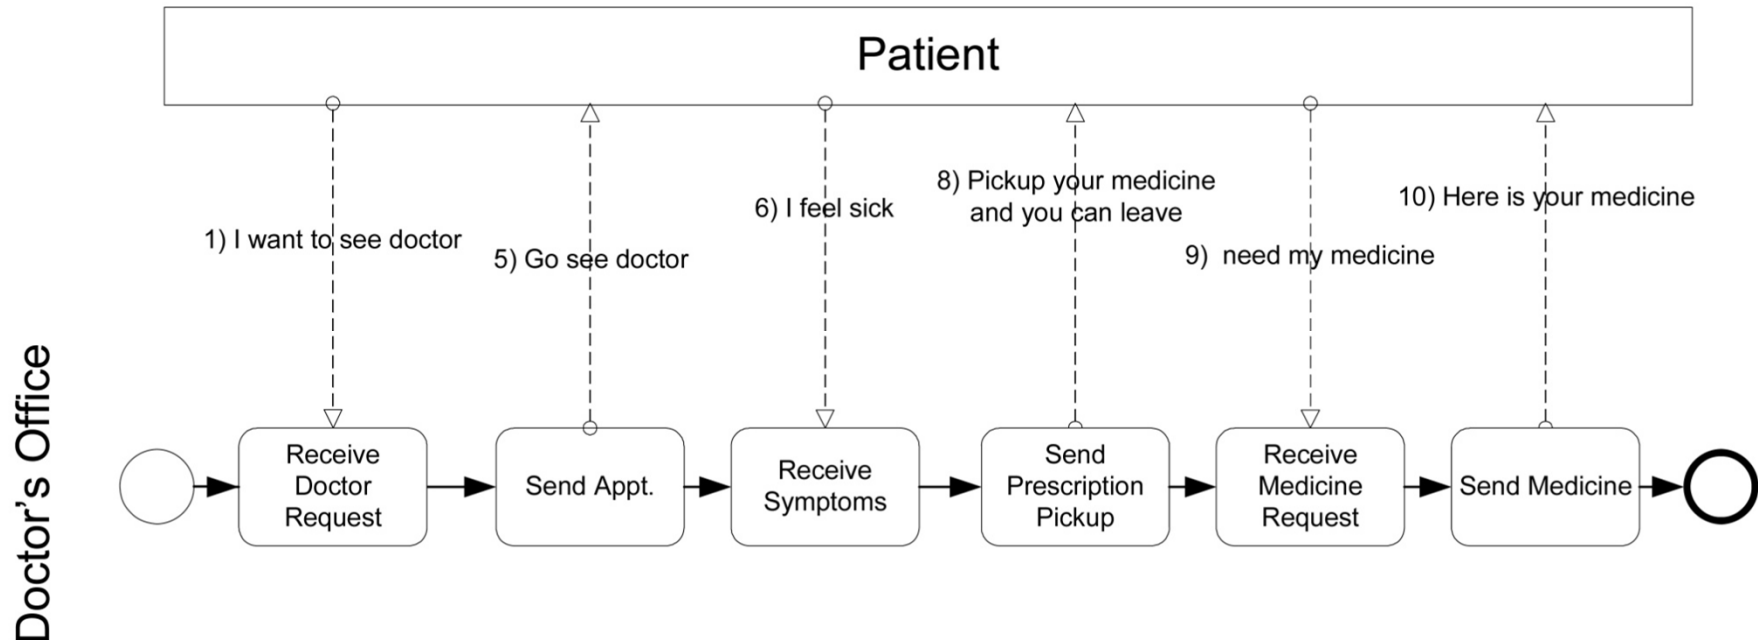 Patient
1) I want to see doctor
5) Go see doctor
6) I feel sick
8) Pickup your medicine
and you can leave
9) need my medicine
10) Here is your medicine
Doctor's Office
Receive
Doctor
Request
Send Appt.
Receive
Symptoms
Send
Prescription
Pickup
Receive
Medicine
Request
Send Medicine